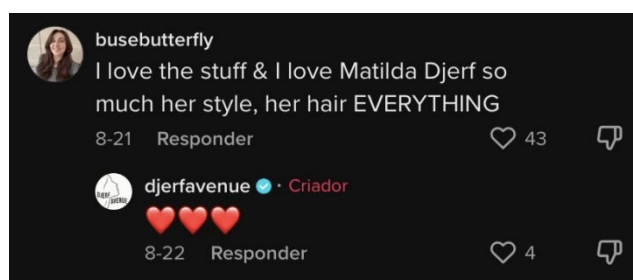 busebutterfly
I love the stuff & I love Matilda Djerf so
much her style, her hair EVERYTHING
8-21 Responder 43
djerfavenue · Criador
❤️❤️❤️
8-22 Responder 4